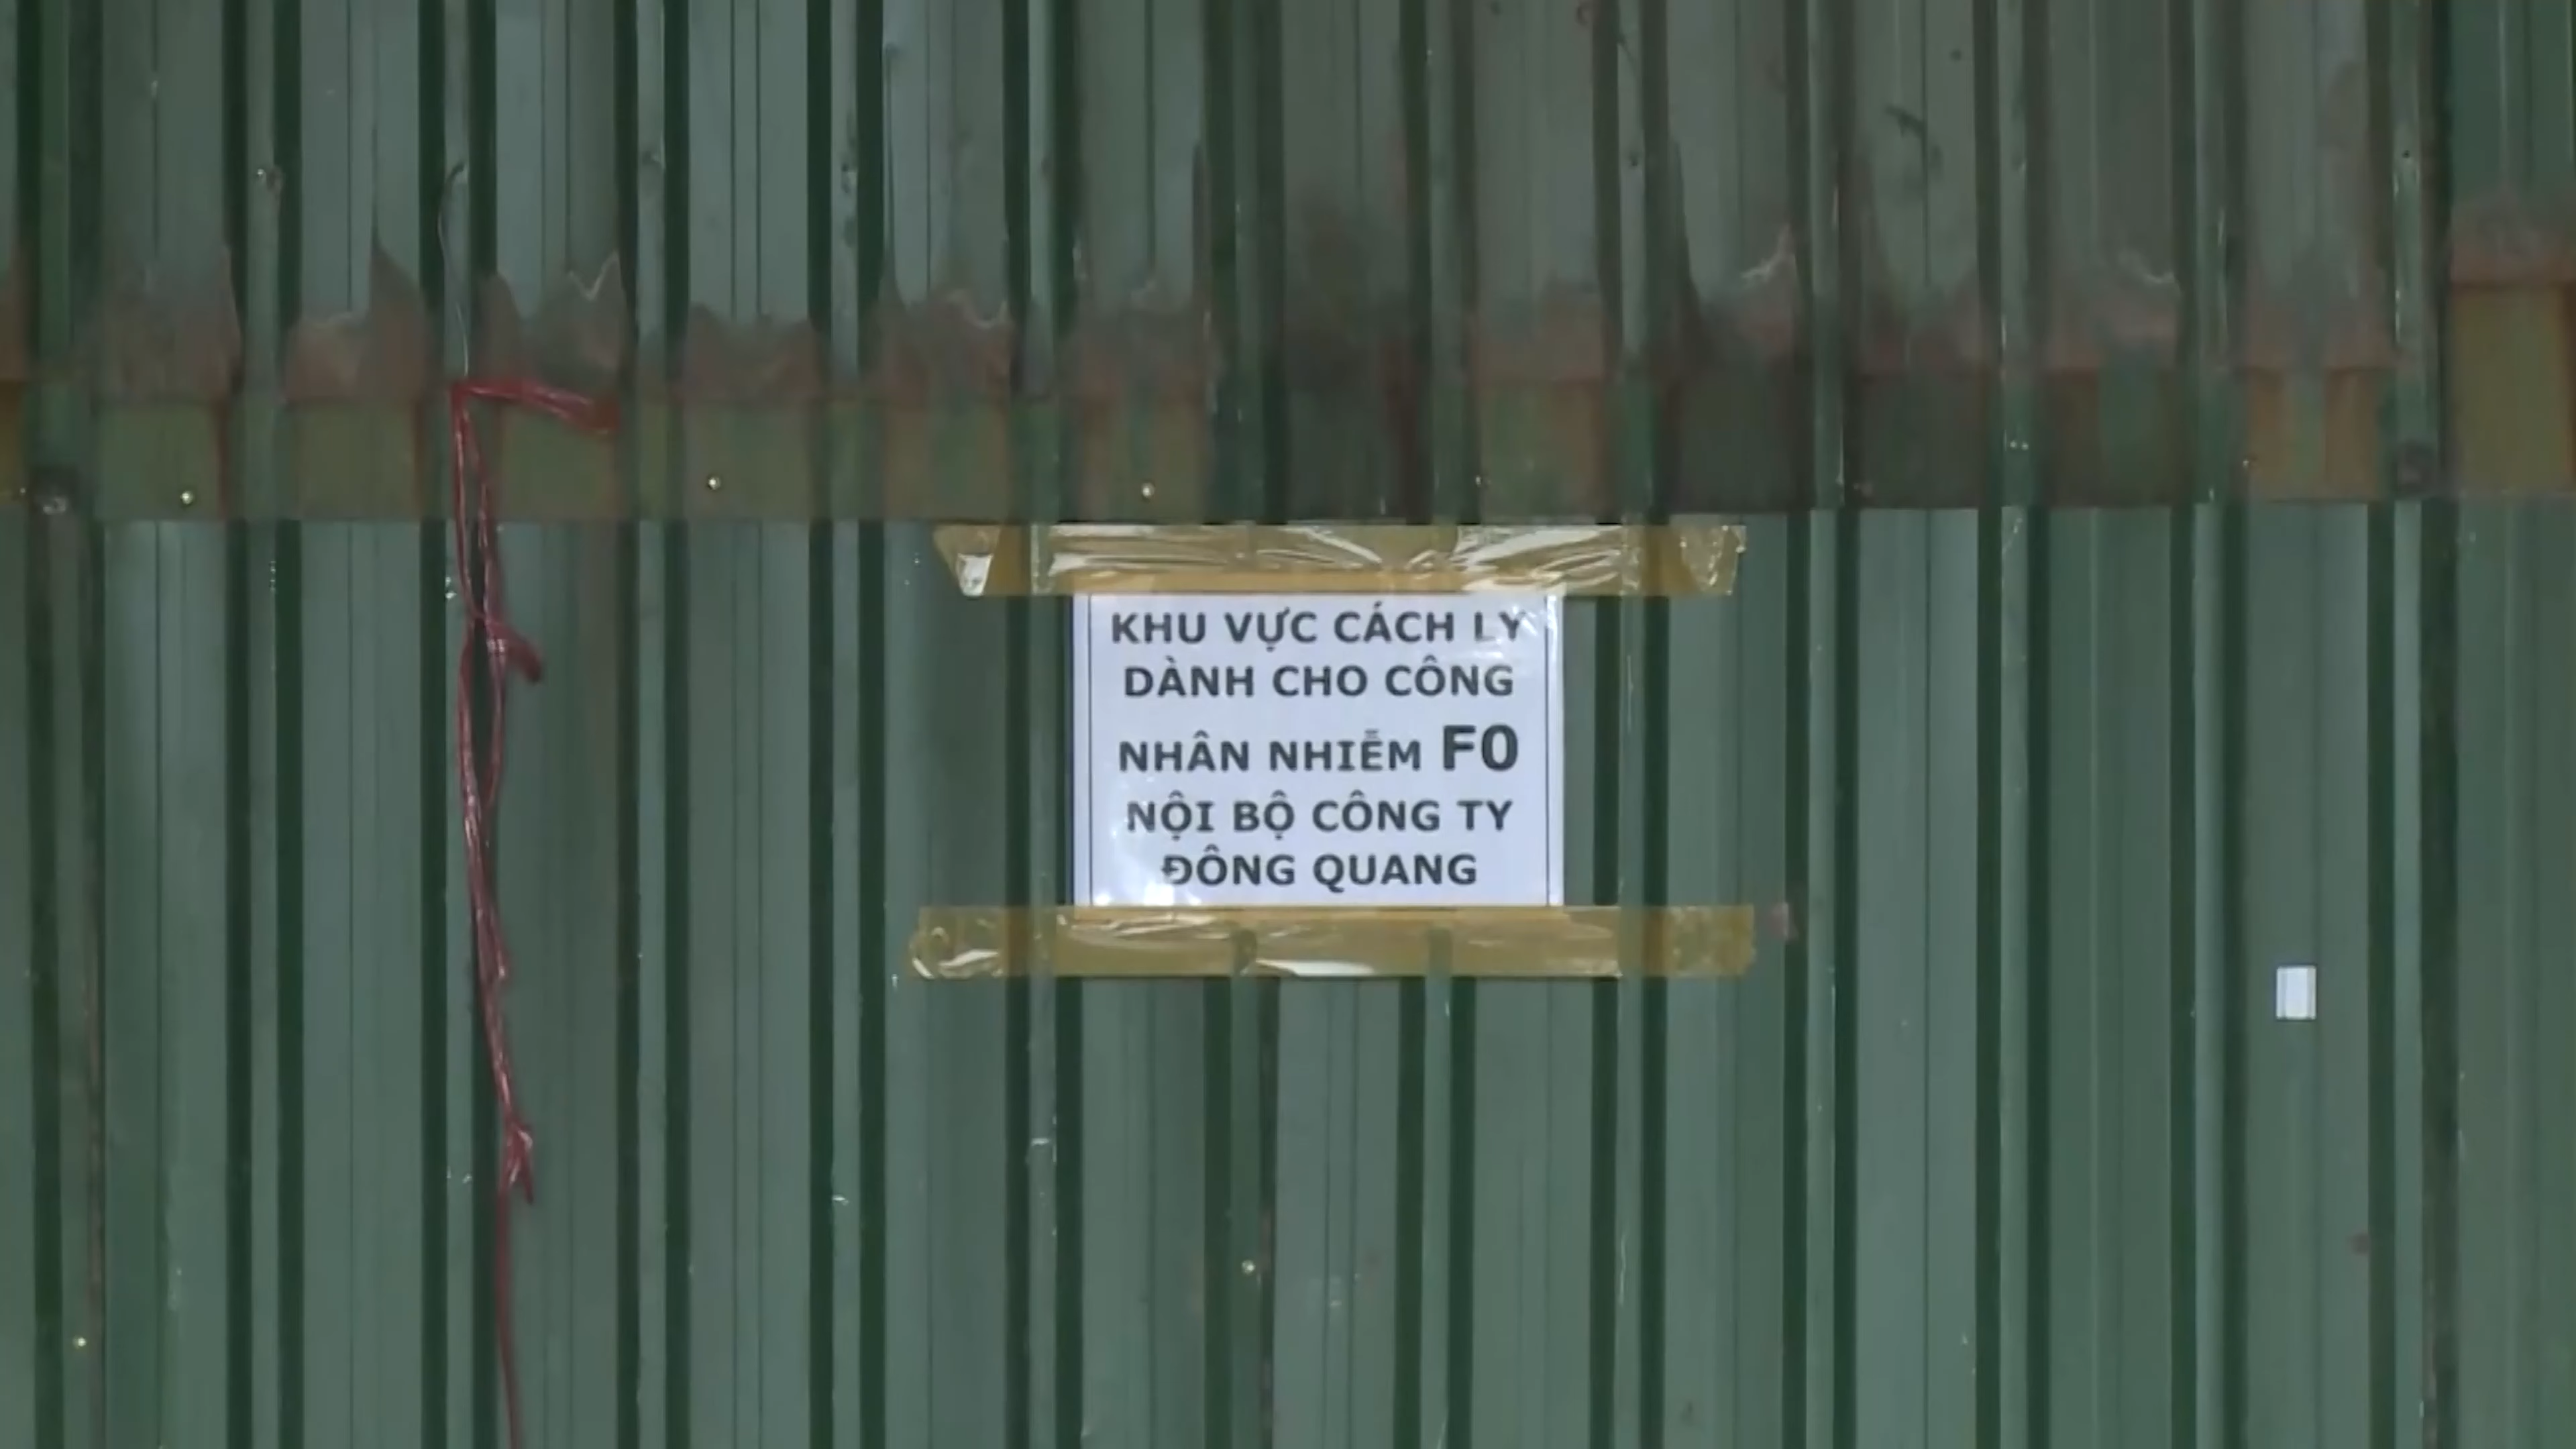 KHU VỰC CÁCH LY
DÀNH CHO CÔNG
NHÂN NHIỄM F0
NỘI BỘ CÔNG TY
ĐÔNG QUANG